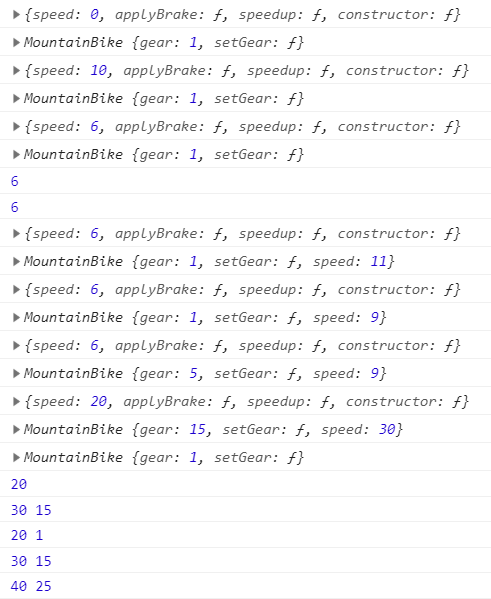 {speed: 0, applyBrake: ƒ, speedup: ƒ, constructor: ƒ}
MountainBike {gear: 1, setGear: ƒ}
{speed: 10, applyBrake: ƒ, speedup: ƒ, constructor: ƒ}
MountainBike {gear: 1, setGear: ƒ}
{speed: 6, applyBrake: ƒ, speedup: ƒ, constructor: ƒ}
MountainBike {gear: 1, setGear: ƒ}
6
6
{speed: 6, applyBrake: ƒ, speedup: ƒ, constructor: ƒ}
MountainBike {gear: 1, setGear: ƒ, speed: 11}
{speed: 6, applyBrake: ƒ, speedup: ƒ, constructor: ƒ}
MountainBike {gear: 1, setGear: ƒ, speed: 9}
{speed: 6, applyBrake: ƒ, speedup: ƒ, constructor: ƒ}
MountainBike {gear: 5, setGear: ƒ, speed: 9}
{speed: 20, applyBrake: ƒ, speedup: ƒ, constructor: ƒ}
MountainBike {gear: 15, setGear: ƒ, speed: 30}
MountainBike {gear: 1, setGear: ƒ}
20
30 15
20 1
30 15
40 25